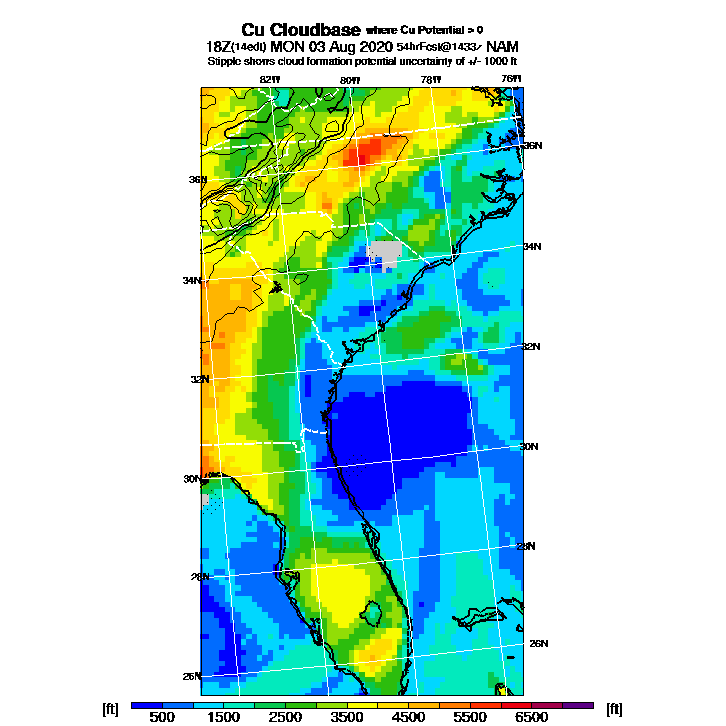 Cu Cloudbase where Cu Potential > 0
18Z(14edt) MON 03 Aug 2020 54hrFcst@1433z NAM
Stipple shows cloud formation potential uncertainty of +/- 1000 ft
82W 80W 78W 76W
36N 36N
34N 34N
32N 32N
30N 30N
28N 28N
26N 26N
[ft] 500 1500 2500 3500 4500 5500 6500 [ft]